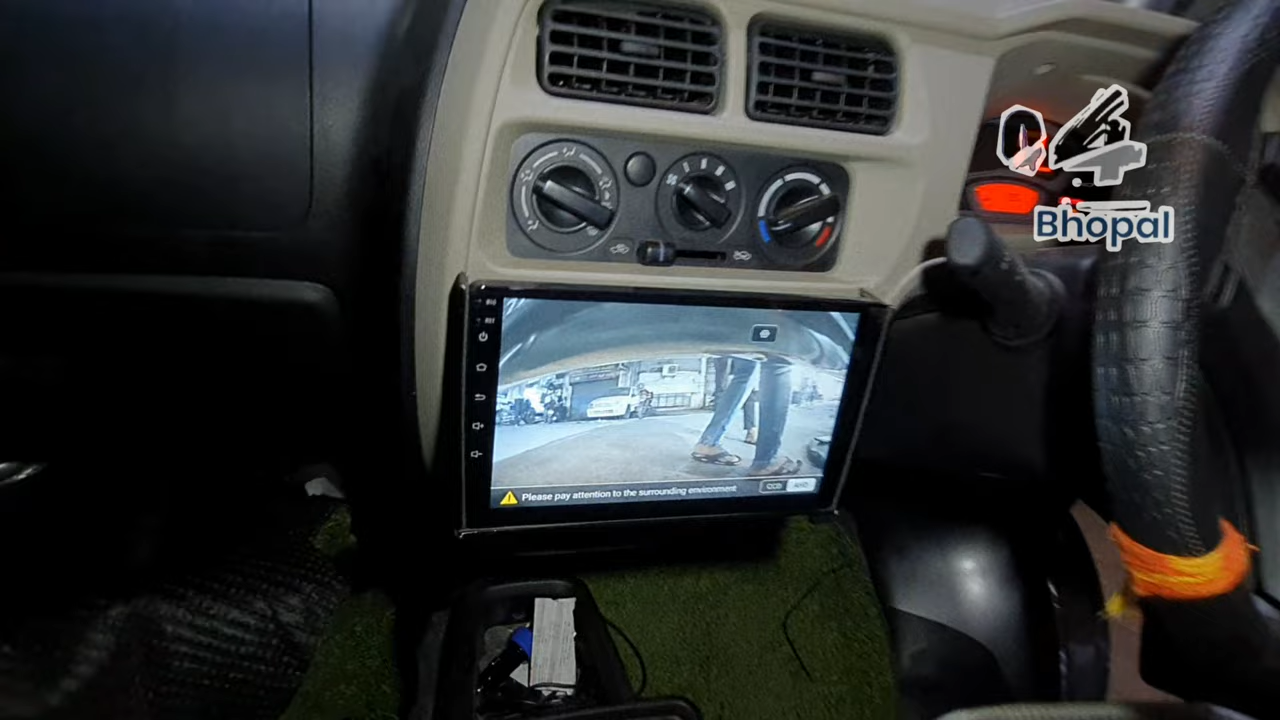 Bhopal
Please pay attention to the surrounding environment
CCD AHD